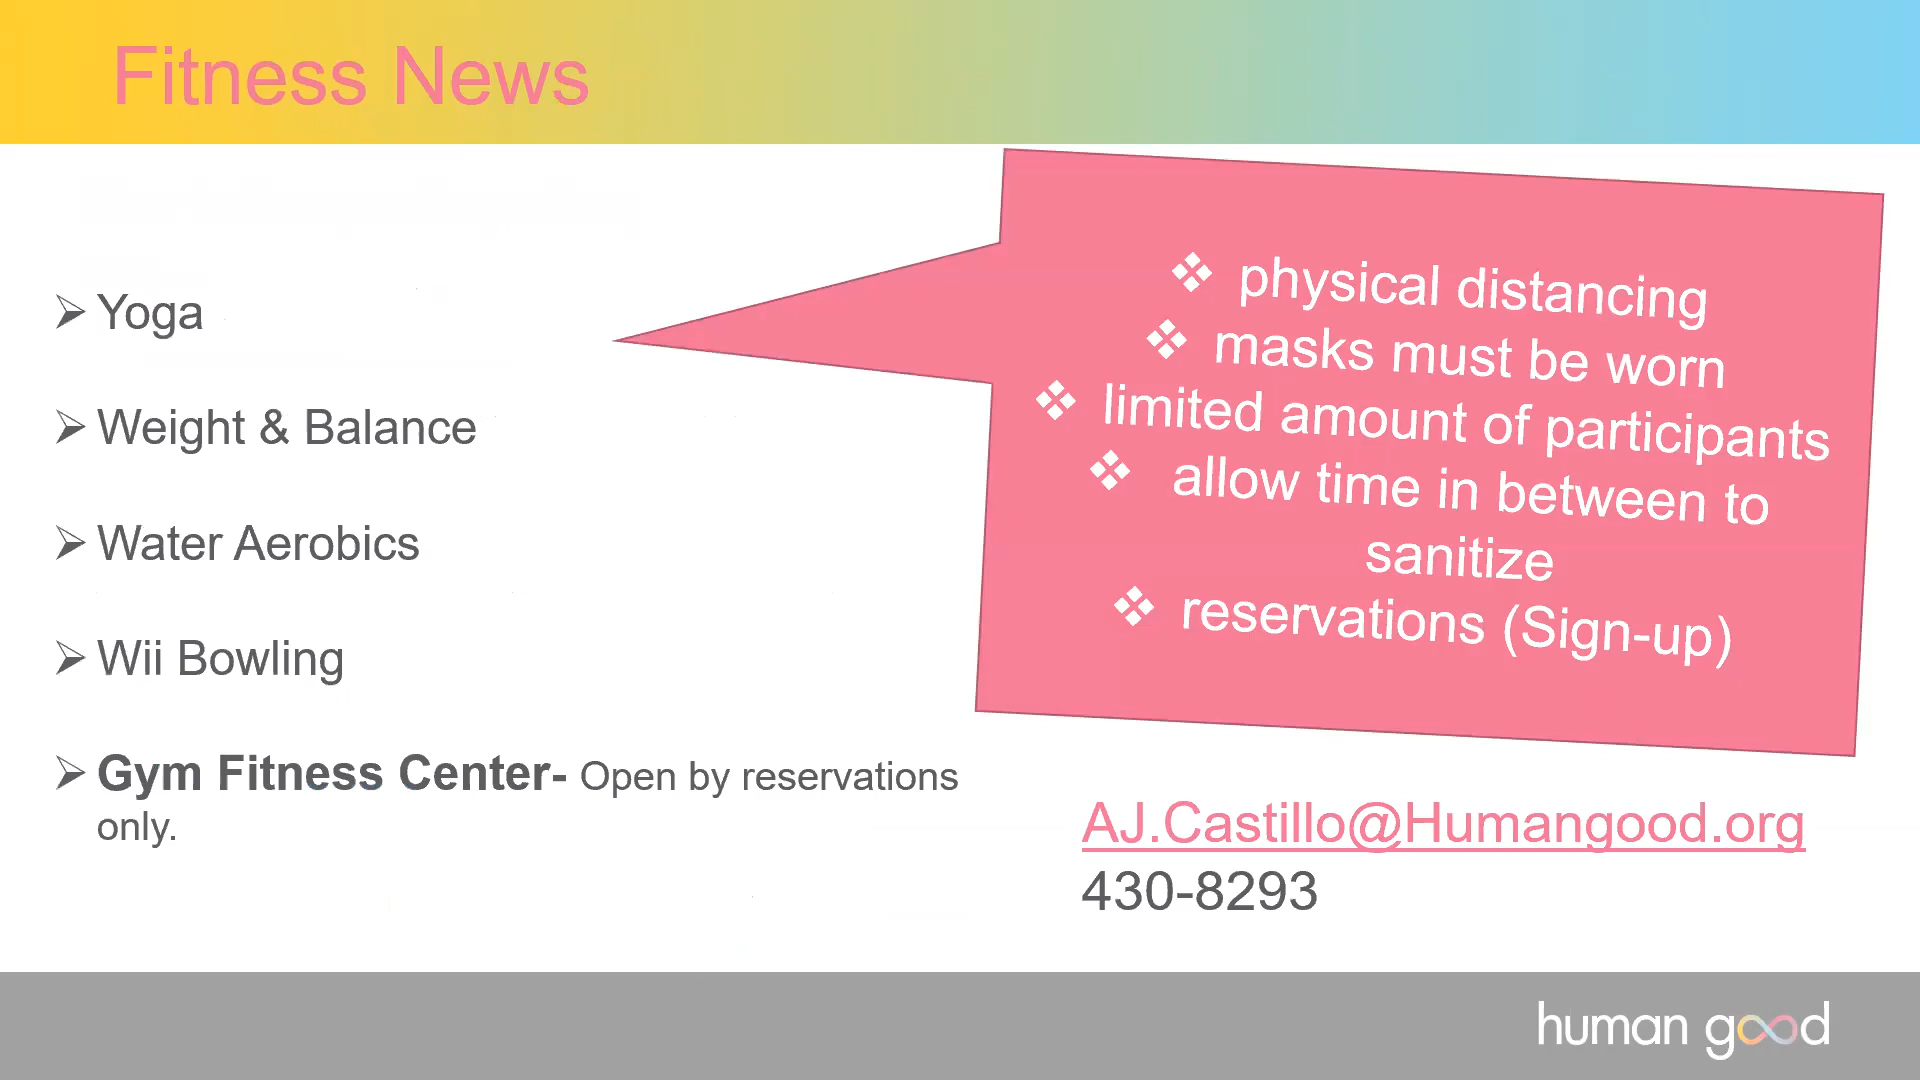 Fitness News
➢ Yoga
➢ Weight & Balance
➢ Water Aerobics
➢ Wii Bowling
➢ Gym Fitness Center- Open by reservations
only.
❖ physical distancing
❖ masks must be worn
❖ limited amount of participants
❖ allow time in between to
sanitize
❖ reservations (Sign-up)
AJ.Castillo@Humangood.org
430-8293
human good